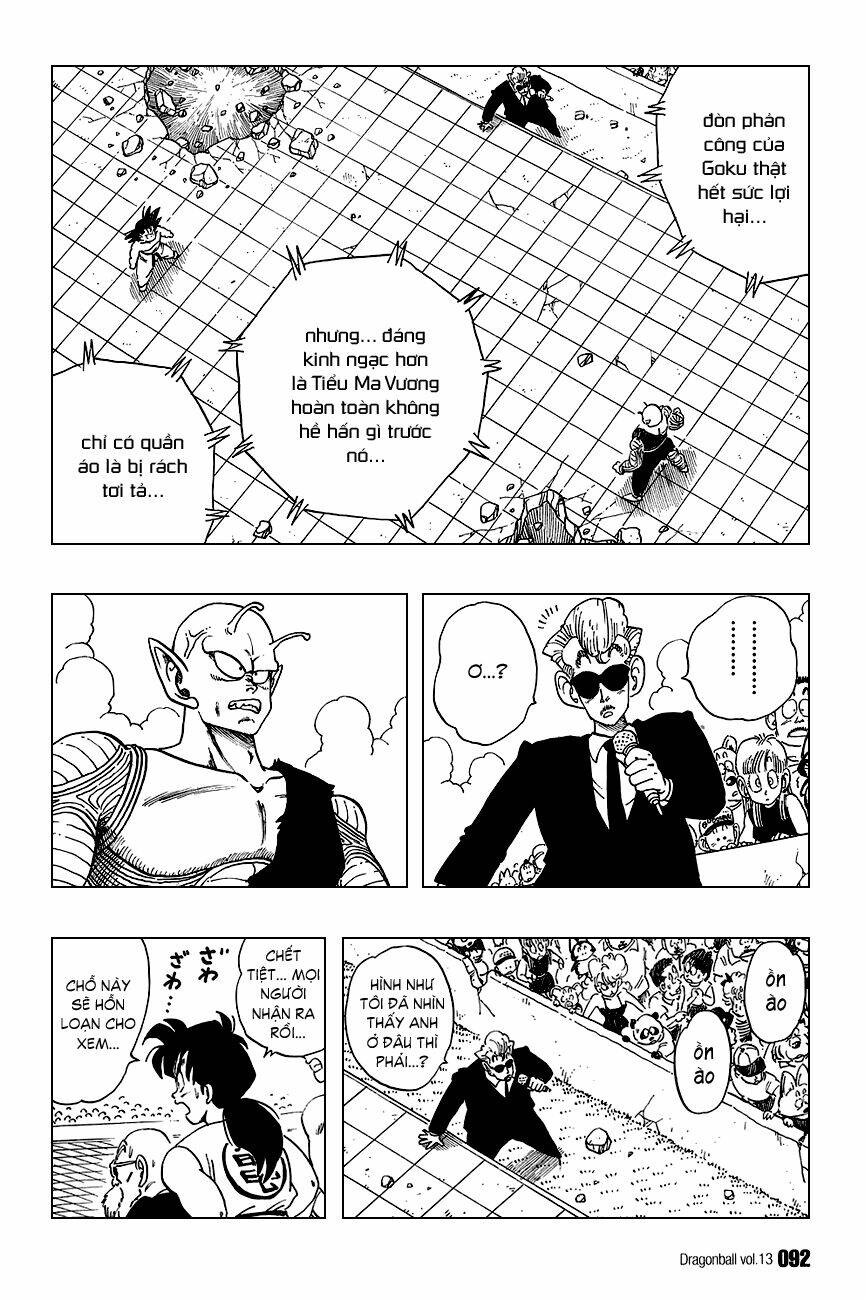 đòn phản
công của
Goku thật
hết sức lợi
hại...
nhưng... đáng
kinh ngạc hơn
là Tiểu Ma Vương
hoàn toàn không
hề hấn gì trước
nó...
chỉ có quần
áo là bị rách
tơi tả...
.......
Ơ...?
ồn
ào
ồn
ào
HÌNH NHƯ
TÔI ĐÃ NHÌN
THẤY ANH
Ở ĐÂU THÌ
PHẢI...?
CHẾT
TIỆT... MỌI
NGƯỜI
NHẬN RA
RỒI...
ざわ
ざわ...
CHỖ NÀY
SẼ HỖN
LOẠN CHO
XEM...
Dragonball vol.13 092